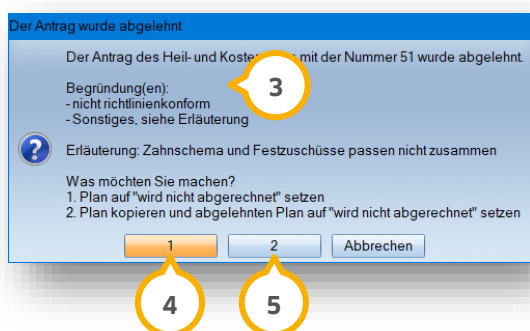 Der Antrag wurde abgelehnt
Der Antrag des Heil- und Kosten mit der Nummer 51 wurde abgelehnt.
Begründung(en):
3
- nicht richtlinienkonform
- Sonstiges, siehe Erläuterung
Erläuterung: Zahnschema und Festzuschüsse passen nicht zusammen
Was möchten Sie machen?
1. Plan auf "wird nicht abgerechnet" setzen
2. Plan kopieren und abgelehnten Plan auf "wird nicht abgerechnet" setzen
1 2 Abbrechen
4 5